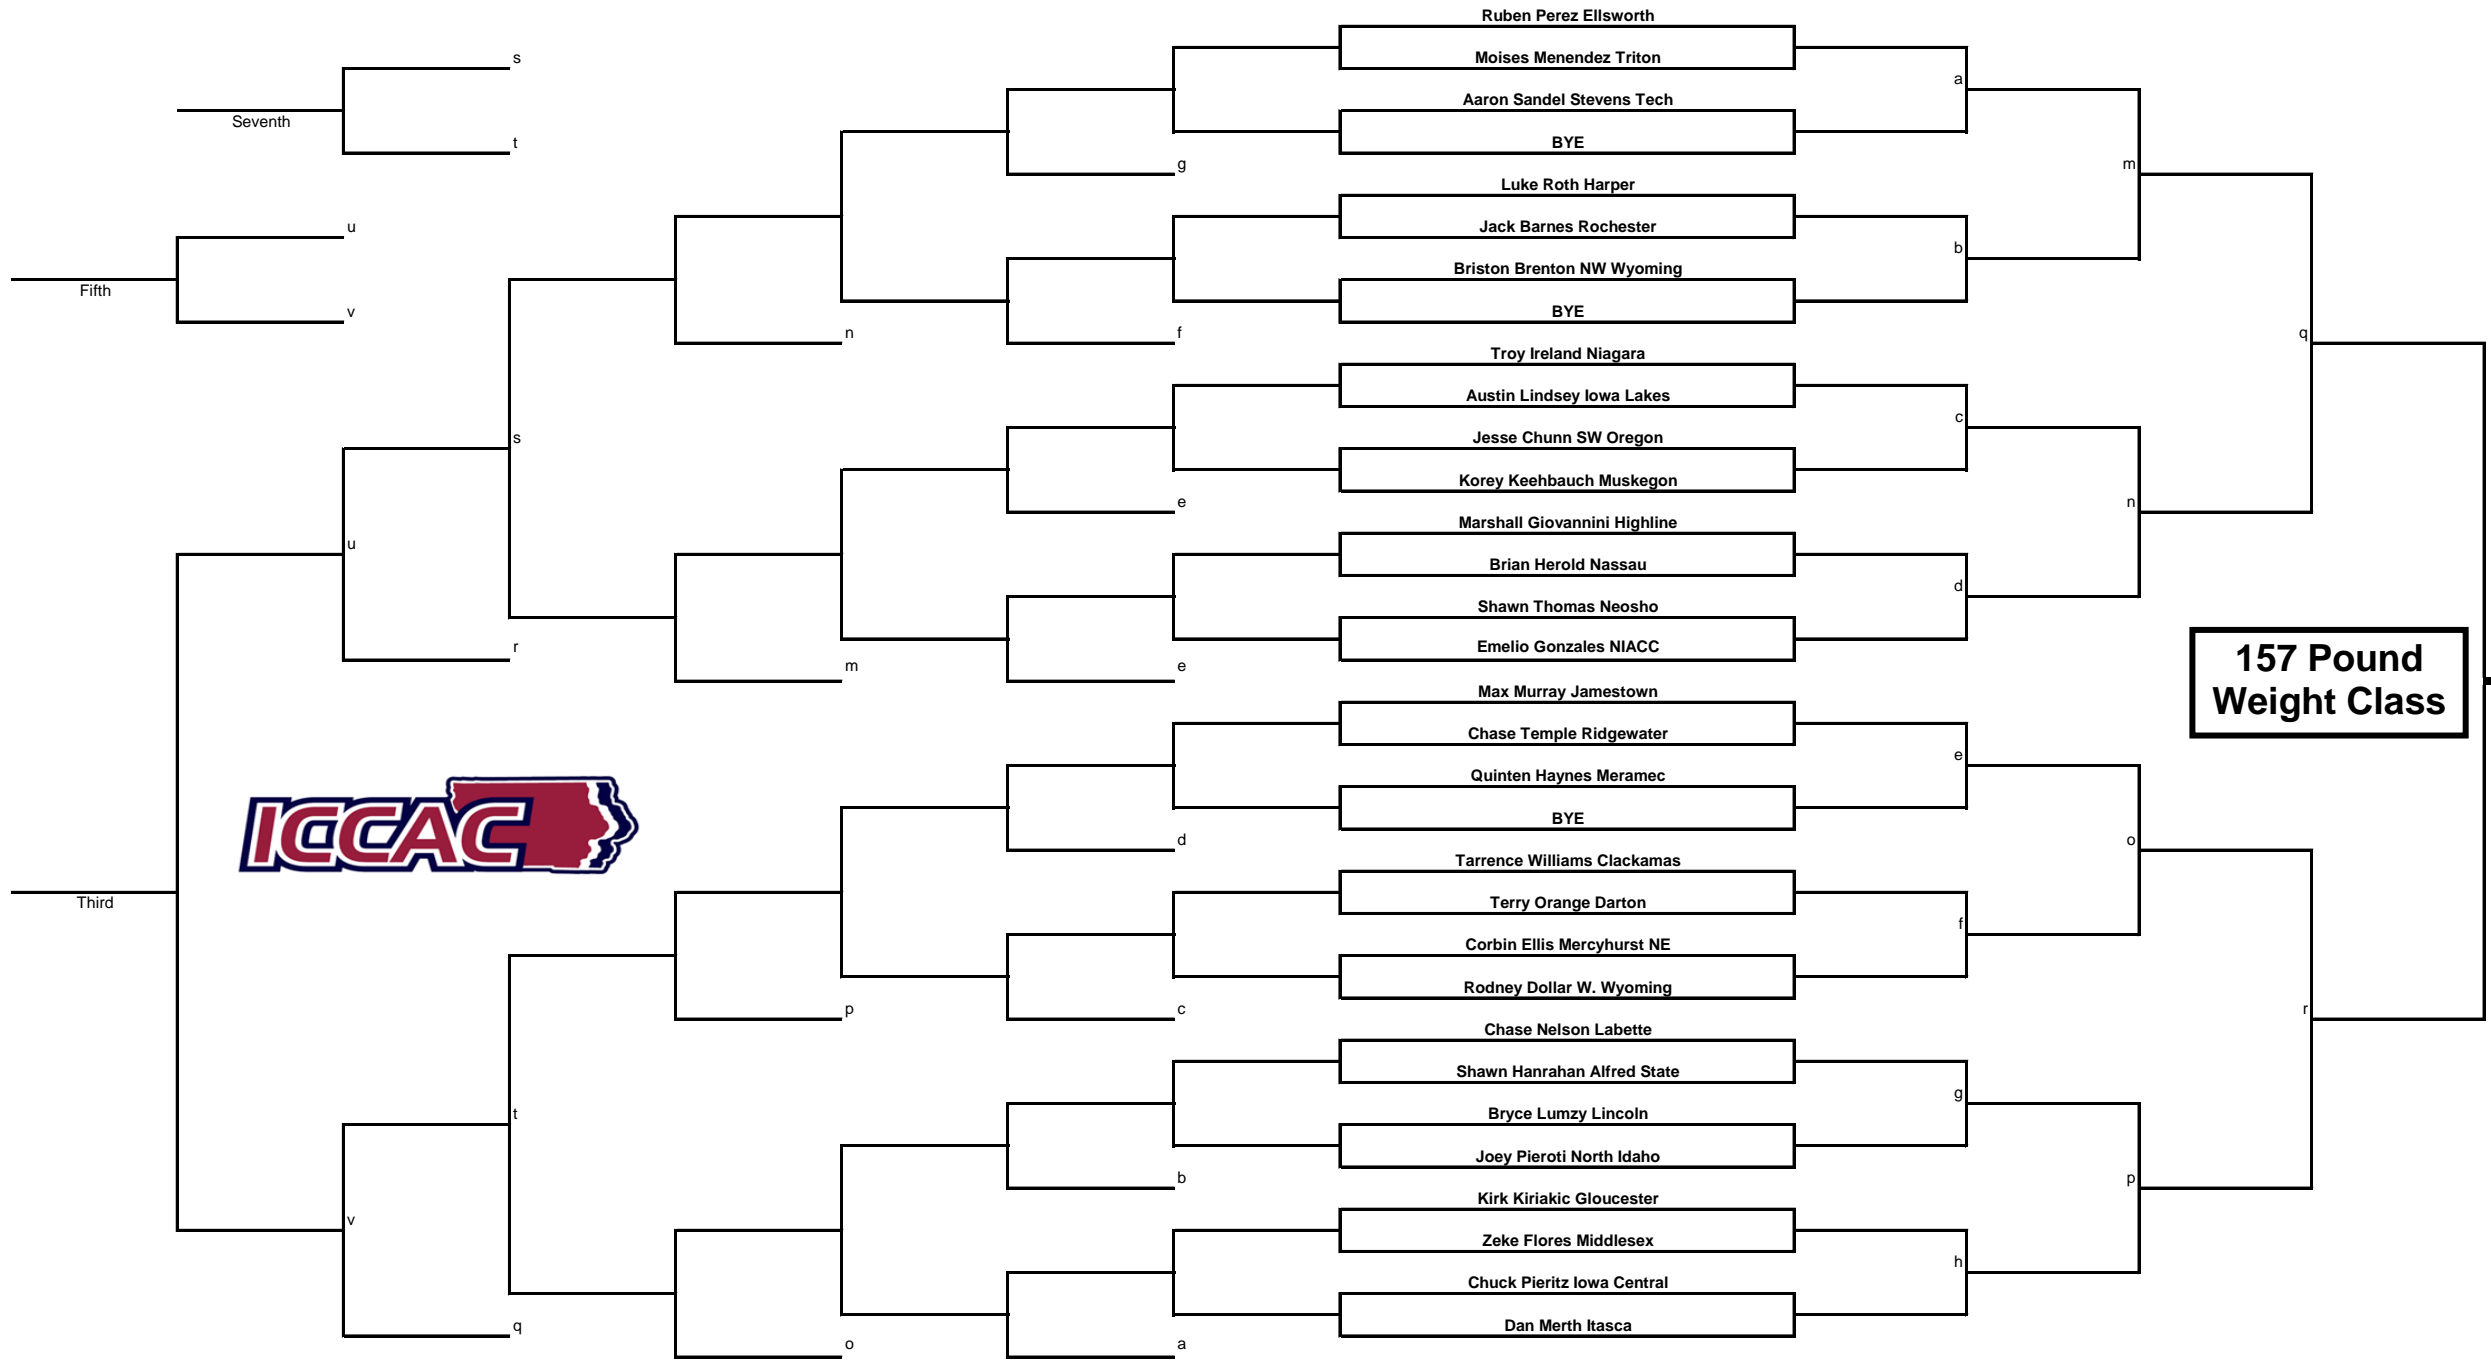 Ruben Perez Ellsworth
s
Moises Menendez Triton
a
Aaron Sandel Stevens Tech
Seventh
t
BYE
g
m
Luke Roth Harper
u
Jack Barnes Rochester
b
Briston Brenton NW Wyoming
Fifth
v
BYE
n
f
q
Troy Ireland Niagara
Austin Lindsey Iowa Lakes
c
s
Jesse Chunn SW Oregon
Korey Keehbauch Muskegon
e
n
Marshall Giovannini Highline
u
Brian Herold Nassau
d
Shawn Thomas Neosho
r
Emelio Gonzales NIACC
157 Pound
Weight Class
m
e
Max Murray Jamestown
Chase Temple Ridgewater
e
Quinten Haynes Meramec
ICCAC
BYE
d
o
Tarrence Williams Clackamas
Third
Terry Orange Darton
f
Corbin Ellis Mercyhurst NE
Rodney Dollar W. Wyoming
p
c
r
Chase Nelson Labette
Shawn Hanrahan Alfred State
g
t
Bryce Lumzy Lincoln
Joey Pieroti North Idaho
b
p
Kirk Kiriakic Gloucester
v
Zeke Flores Middlesex
h
Chuck Pieritz Iowa Central
q
Dan Merth Itasca
o
a